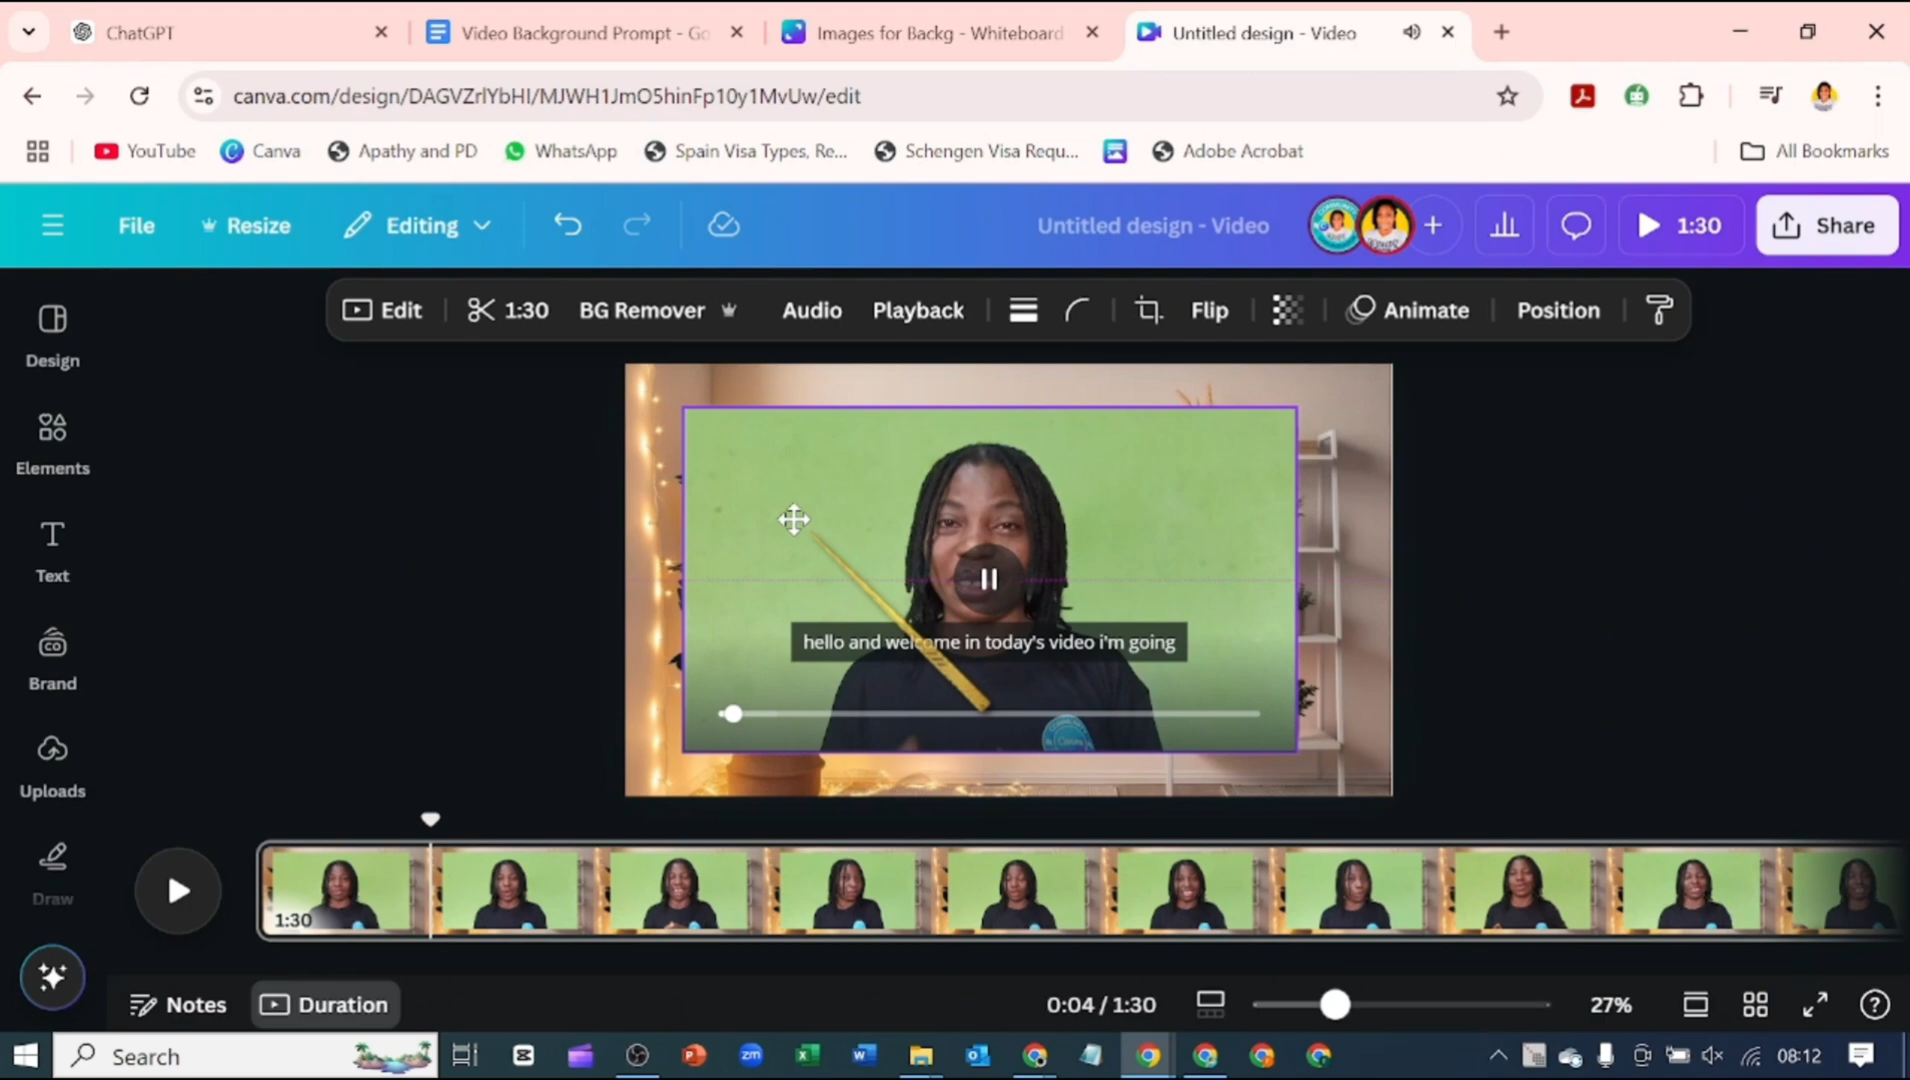 ChatGPT
Video Background Prompt - Go
Images for Backg - Whiteboard
Untitled design - Video
canva.com/design/DAGVZrlYbHI/MJWH1JmO5hinFp10y1MvUw/edit
YouTube
Canva
Apathy and PD
WhatsApp
Spain Visa Types, Re...
Schengen Visa Requ...
Adobe Acrobat
All Bookmarks
File
Resize
Editing
Untitled design - Video
1:30
Share
Edit
1:30
BG Remover
Audio
Playback
Flip
Animate
Position
Design
Elements
Text
Brand
Uploads
Draw
hello and welcome in today's video i'm going
1:30
Notes
Duration
0:04 / 1:30
27%
Search
08:12